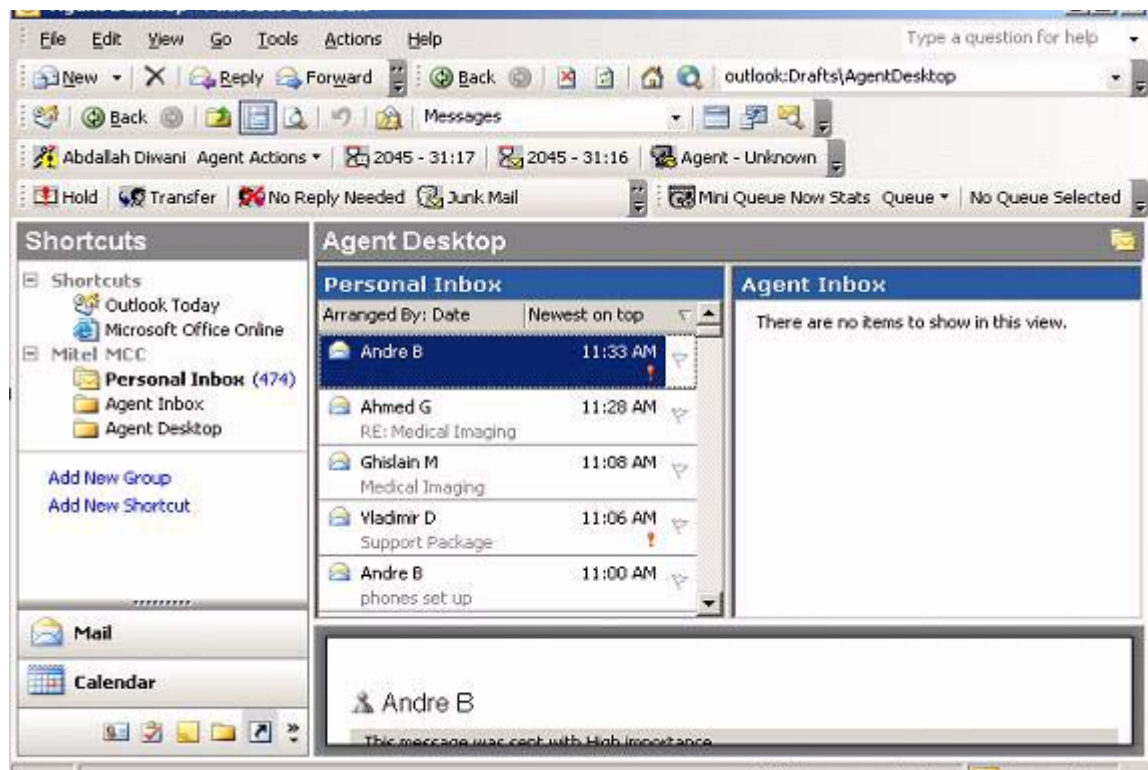 File Edit View Go Tools Actions Help Type a question for help
New Reply Forward Back outlook:Drafts\AgentDesktop
Back Messages
Abdallah Diwani Agent Actions 2045 - 31:17 2045 - 31:16 Agent - Unknown
Hold Transfer No Reply Needed Junk Mail Mini Queue Now Stats Queue No Queue Selected
Shortcuts
Shortcuts
Outlook Today
Microsoft Office Online
Mitel MCC
Personal Inbox (474)
Agent Inbox
Agent Desktop
Add New Group
Add New Shortcut
Mail
Calendar
Agent Desktop
Personal Inbox
Arranged By: Date Newest on top
Andre B 11:33 AM
Ahmed G 11:28 AM
RE: Medical Imaging
Ghislain M 11:08 AM
Medical Imaging
Vladimir D 11:06 AM
Support Package
Andre B 11:00 AM
phones set up
Agent Inbox
There are no items to show in this view.
Andre B
This message was sent with High importance